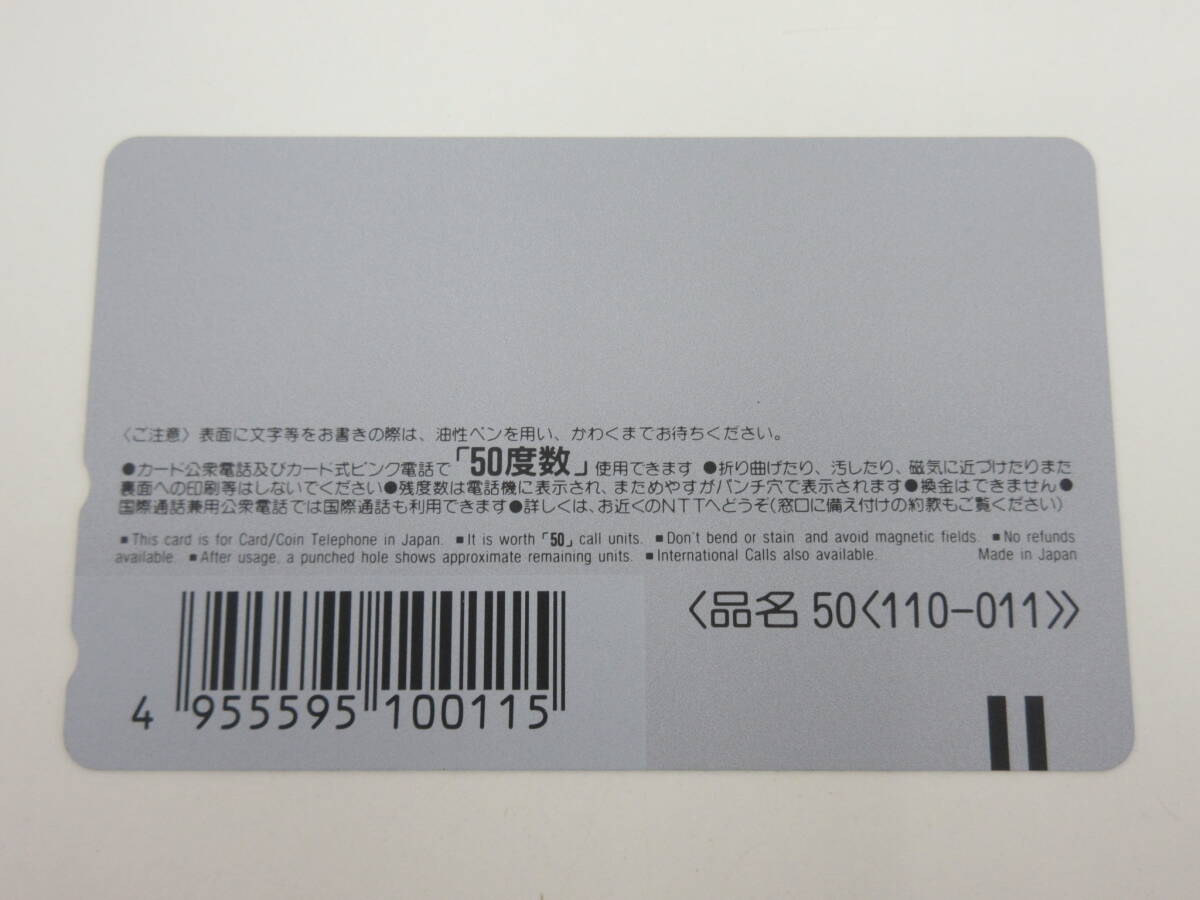 〈ご注意〉表面に文字等をお書きの際は、油性ペンを用い、かわくまでお待ちください。
●カード公衆電話及びカード式ピンク電話で「50度数」使用できます ●折り曲げたり、汚したり、磁気に近づけたりまた
裏面への印刷等はしないでください●残度数は電話機に表示され、まためやすがパンチ穴で表示されます●換金はできません●
国際通話兼用公衆電話では国際通話も利用できます●詳しくは、お近くのNTTへどうぞ(窓口に備え付けの約款もご覧ください)
■ This card is for Card/Coin Telephone in Japan. ■ It is worth「50」call units. ■ Don't bend or stain and avoid magnetic fields. ■ No refunds
available. ■ After usage, a punched hole shows approximate remaining units. ■ International Calls also available. Made in Japan
〈品名 50〈110-011〉〉
4 955595 100115